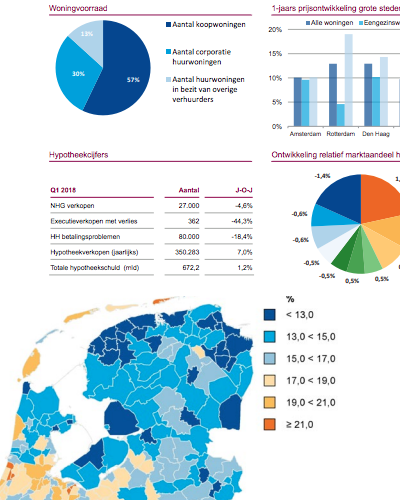 Woningvoorraad
13%
30%
57%
Aantal koopwoningen
Aantal corporatie
huurwoningen
Aantal huurwoningen
in bezit van overige
verhuurders
1-jaars prijsontwikkeling grote steden
Alle woningen Eengezinsw
20%
15%
10%
5%
0%
Amsterdam Rotterdam Den Haag
Hypotheekcijfers
Q1 2018 Aantal J-O-J
NHG verkopen 27.000 -4,6%
Executieverkopen met verlies 362 -44,3%
HH betalingsproblemen 80.000 -18,4%
Hypotheekverkopen (jaarlijks) 350.283 7,0%
Totale hypotheekschuld (mld) 672,2 1,2%
Ontwikkeling relatief marktaandeel h
-1,4%
-0,6%
-0,6%
-0,5%
-0,5%
0,5%
0,5%
%
< 13,0
13,0 < 15,0
15,0 < 17,0
17,0 < 19,0
19,0 < 21,0
≥ 21,0